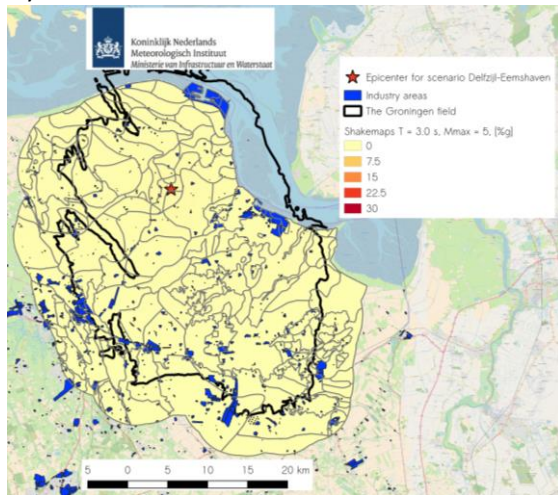 Koninklijk Nederlands
Meteorologisch Instituut
Ministerie van Infrastructuur en Waterstaat
Epicenter for scenario Delfzijl-Eemshaven
Industry areas
The Groningen field
Shakemaps T = 3.0 s, Mmax = 5, [%g]
0
7.5
15
22.5
30
5 0 5 10 15 20 km